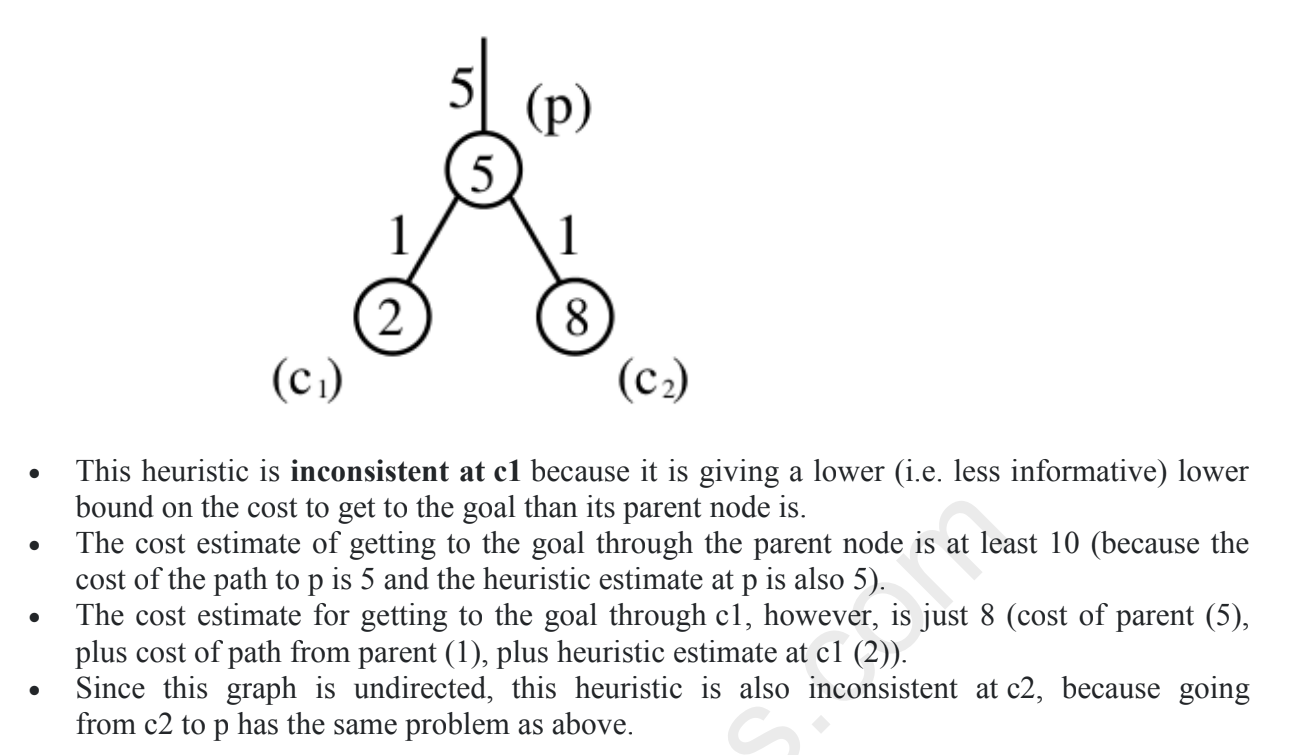 5 (p)
5
1 1
2 8
(c₁) (c₂)
• This heuristic is inconsistent at c1 because it is giving a lower (i.e. less informative) lower
bound on the cost to get to the goal than its parent node is.
• The cost estimate of getting to the goal through the parent node is at least 10 (because the
cost of the path to p is 5 and the heuristic estimate at p is also 5).
• The cost estimate for getting to the goal through c1, however, is just 8 (cost of parent (5),
plus cost of path from parent (1), plus heuristic estimate at c1 (2)).
• Since this graph is undirected, this heuristic is also inconsistent at c2, because going
from c2 to p has the same problem as above.
s.com